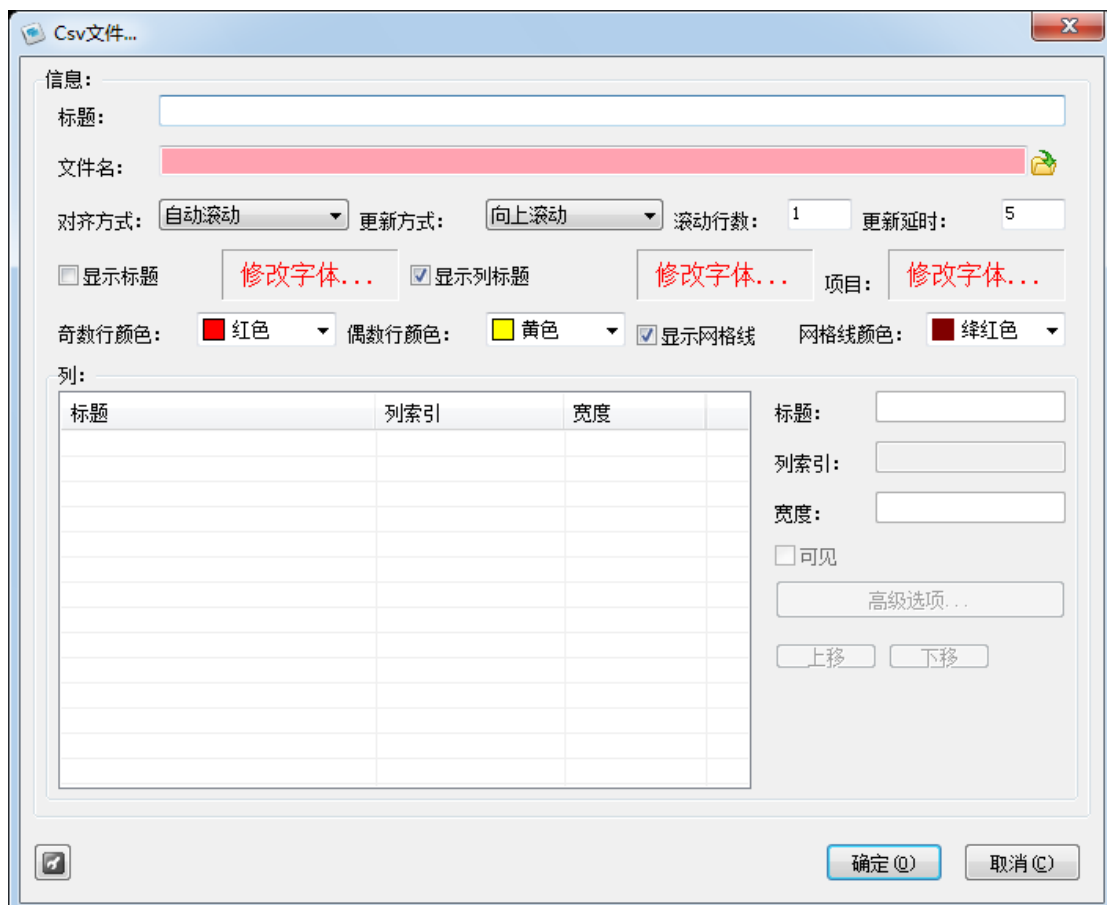 Csv文件...
信息:
标题:
文件名:
对齐方式: 自动滚动 更新方式: 向上滚动 滚动行数: 1 更新延时: 5
显示标题 修改字体... 显示列标题 修改字体... 项目: 修改字体...
奇数行颜色: 红色 偶数行颜色: 黄色 显示网格线 网格线颜色: 绛红色
列:
标题 列索引 宽度
标题:
列索引:
宽度:
可见
高级选项...
上移 下移
确定(O) 取消(C)